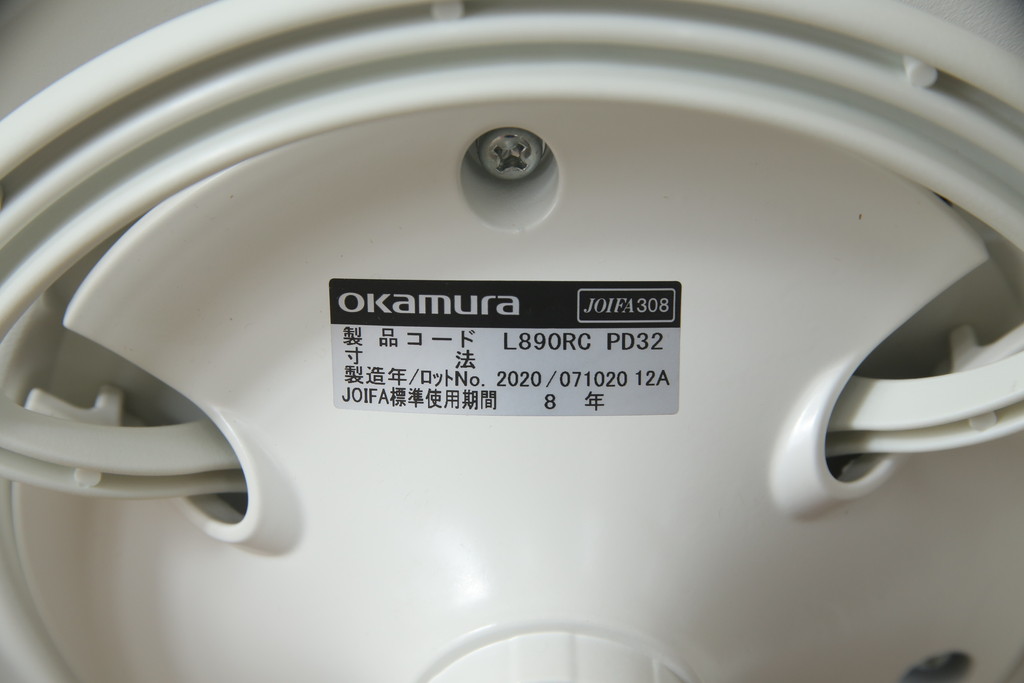 okamura JOIFA308
製品コード L890RC PD32
寸法
製造年/ロットNo. 2020/071020 12A
JOIFA標準使用期間 8 年